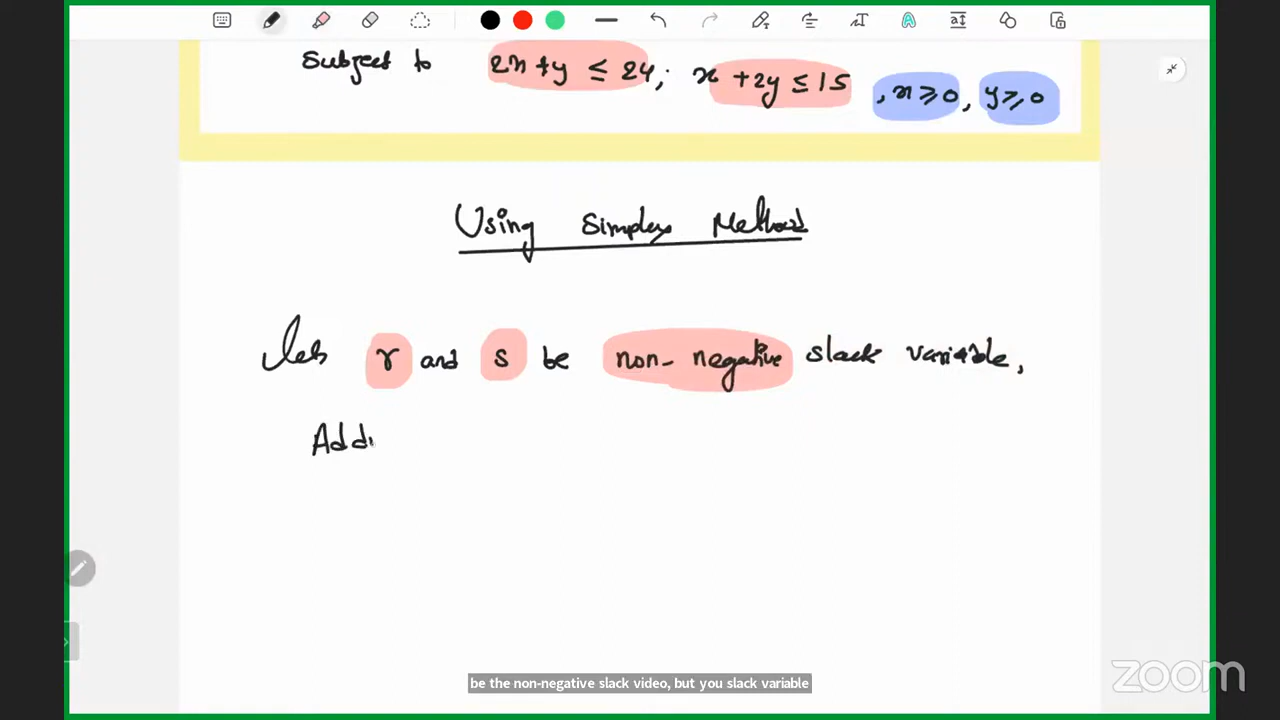 Subject to 2x + y ≤ 24; x + 2y ≤ 15, x ≥ 0, y ≥ 0
Using Simplex Method
Let r and s be non-negative slack variable,
Addi
be the non-negative slack video, but you slack variable
zoom